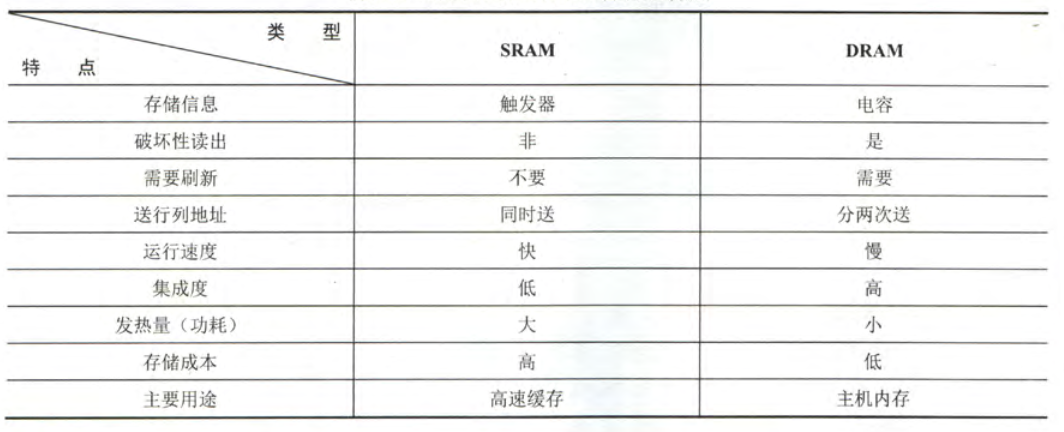 类 型 SRAM DRAM
特 点
存储信息 触发器 电容
破坏性读出 非 是
需要刷新 不要 需要
送行列地址 同时送 分两次送
运行速度 快 慢
集成度 低 高
发热量（功耗） 大 小
存储成本 高 低
主要用途 高速缓存 主机内存